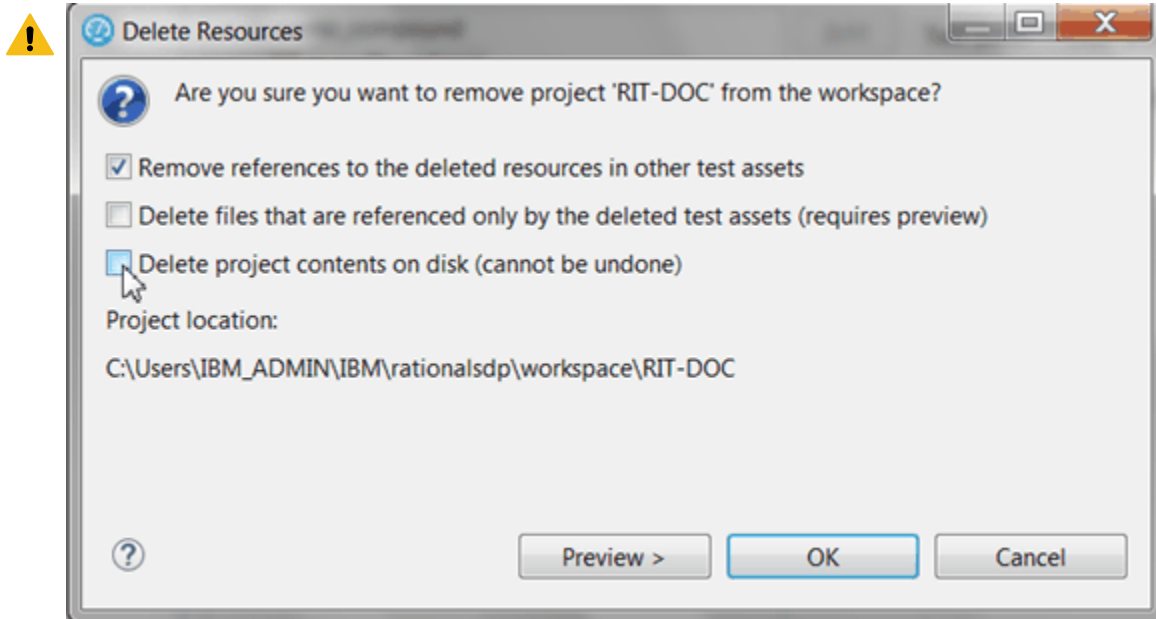 Delete Resources
Are you sure you want to remove project 'RIT-DOC' from the workspace?
Remove references to the deleted resources in other test assets
Delete files that are referenced only by the deleted test assets (requires preview)
Delete project contents on disk (cannot be undone)
Project location:
C:\Users\IBM_ADMIN\IBM\rationalsdp\workspace\RIT-DOC
Preview >
OK
Cancel